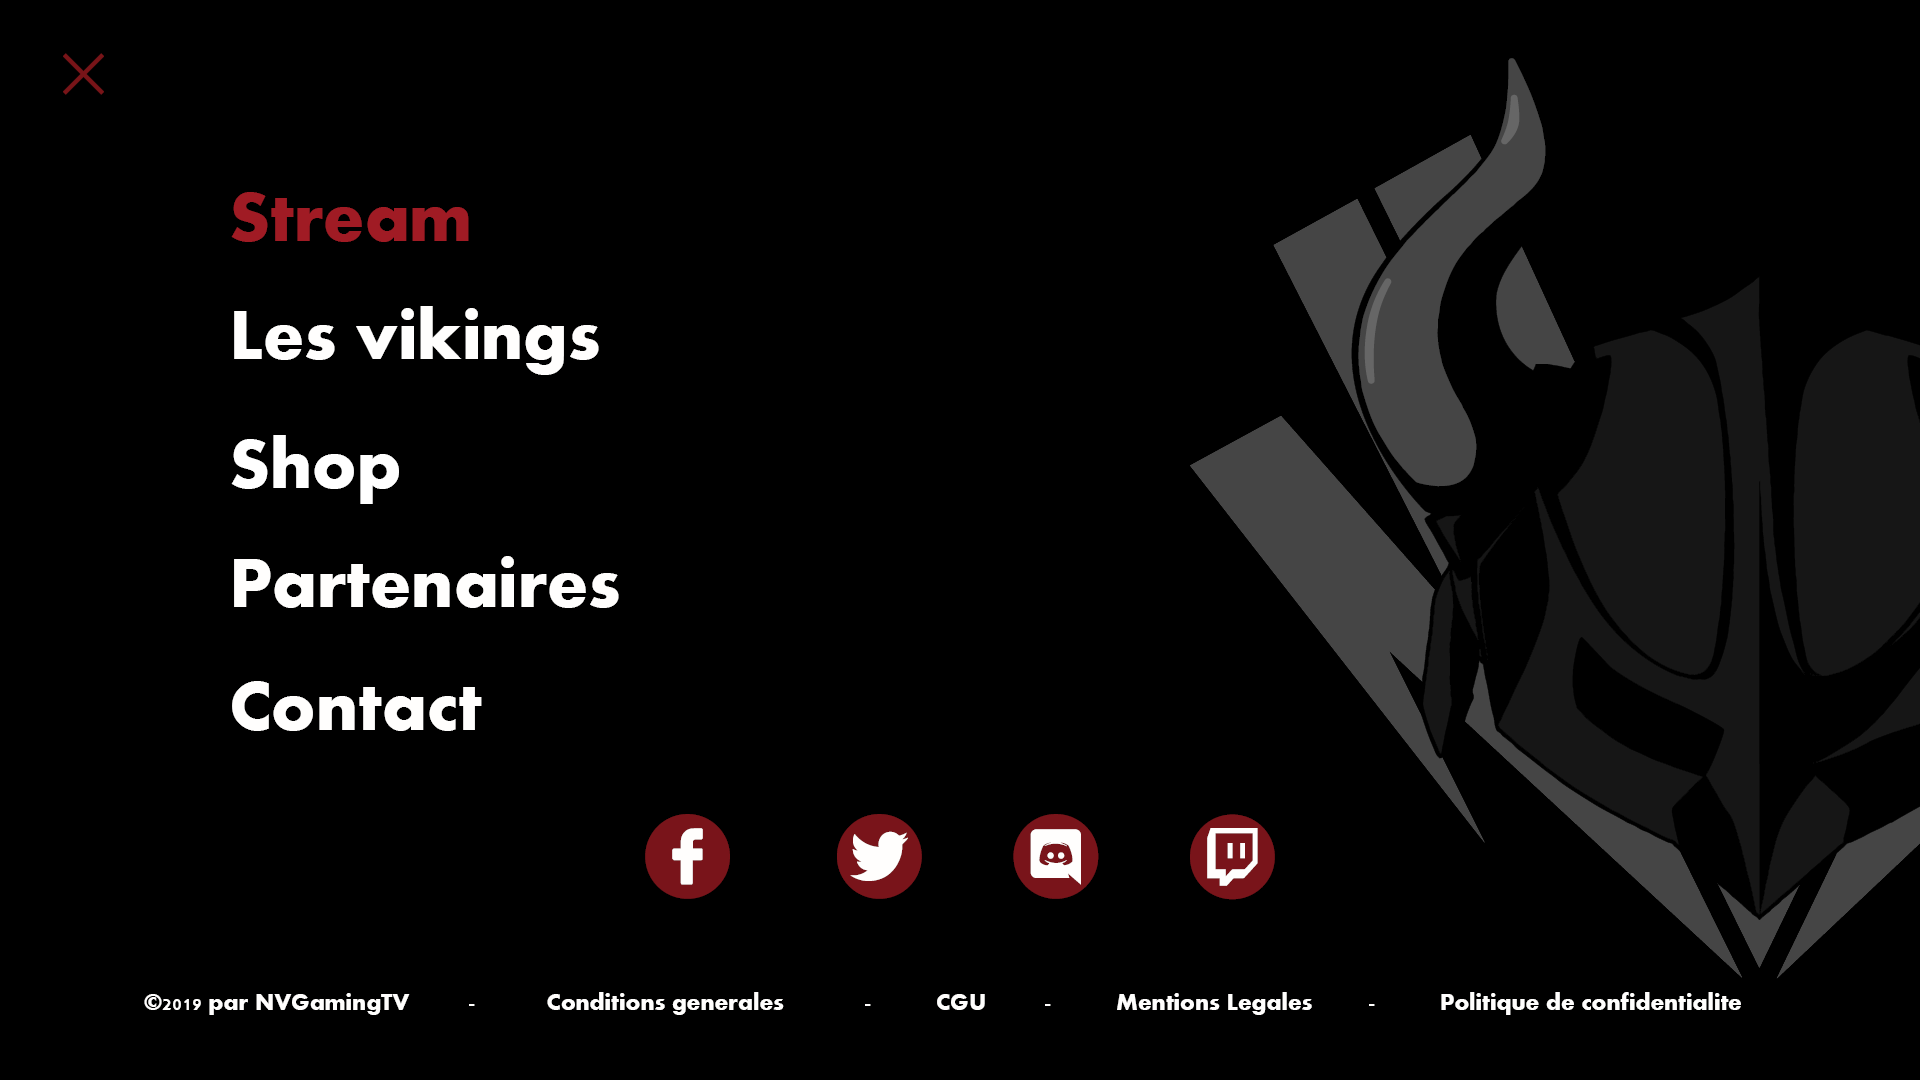 Stream
Les vikings
Shop
Partenaires
Contact
©2019 par NVGamingTV - Conditions generales - CGU - Mentions Legales - Politique de confidentialite